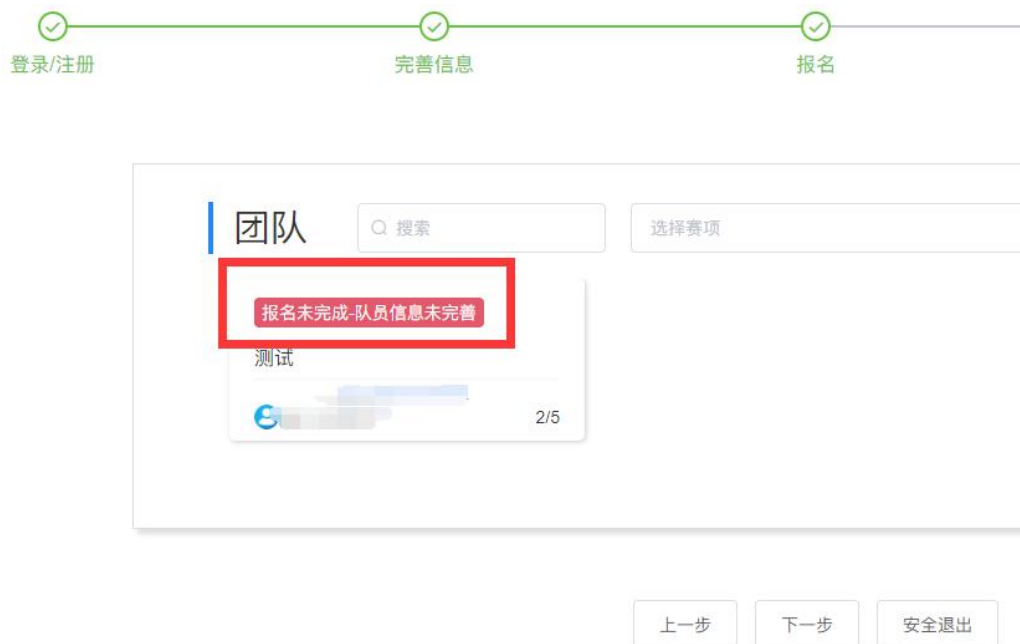 登录/注册 完善信息 报名
团队 搜索 选择赛项
报名未完成-队员信息未完善
测试
2/5
上一步 下一步 安全退出